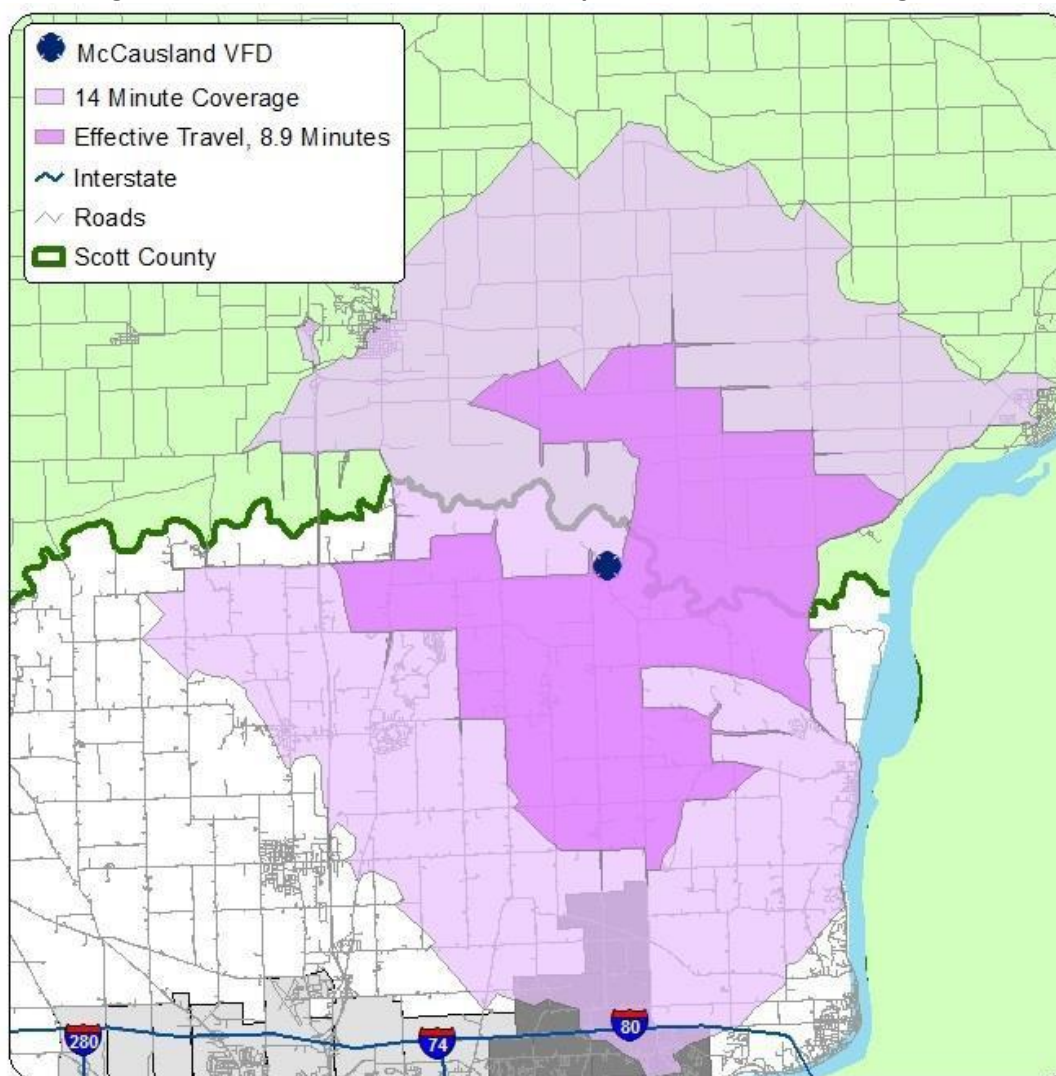 McCausland VFD
14 Minute Coverage
Effective Travel, 8.9 Minutes
Interstate
Roads
Scott County
280
74
80